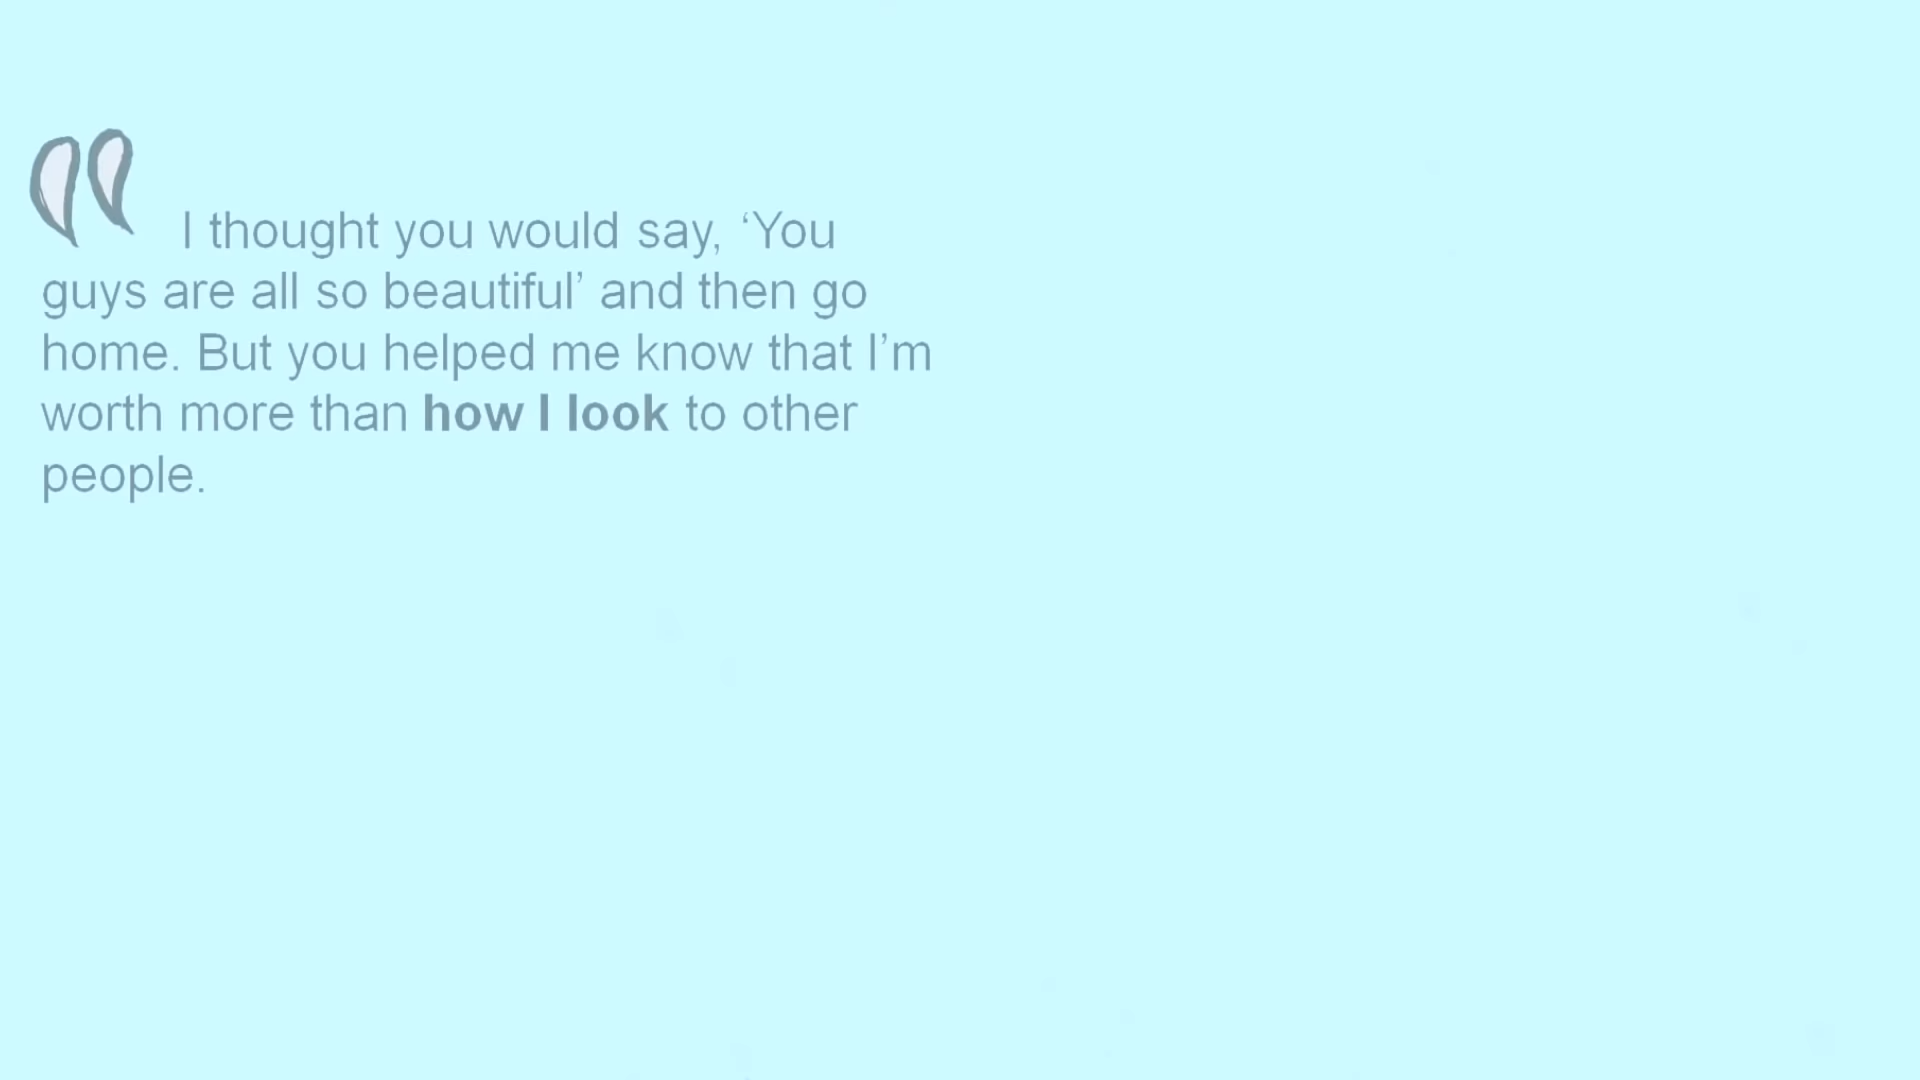 “ I thought you would say, ‘You
guys are all so beautiful’ and then go
home. But you helped me know that I’m
worth more than how I look to other
people.